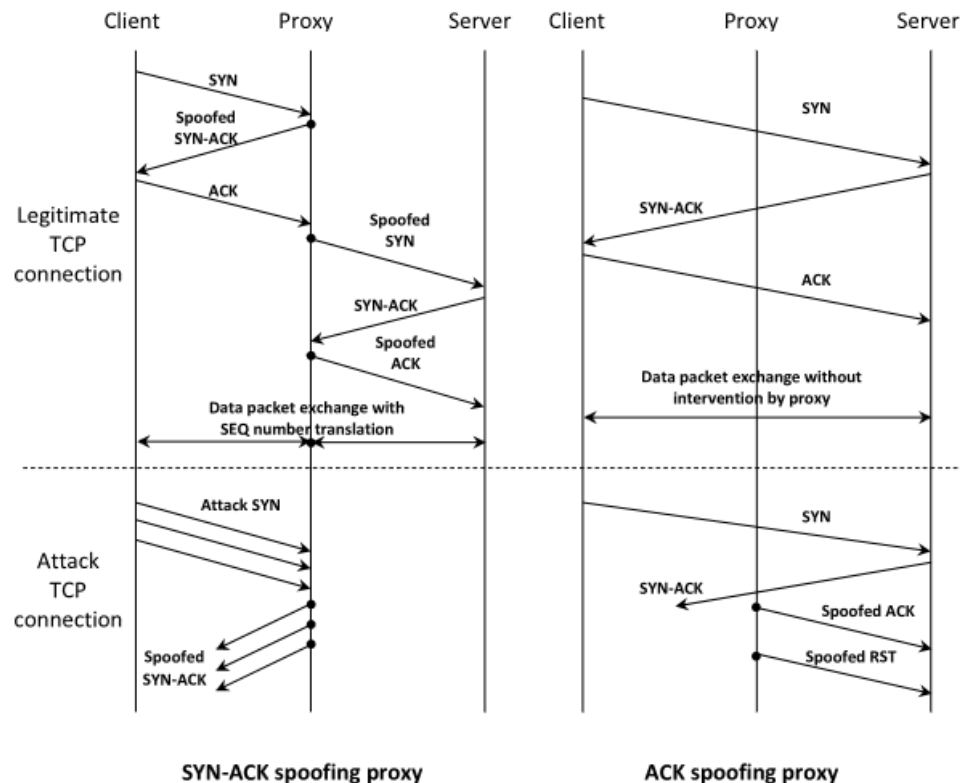 Client Proxy Server Client Proxy Server
SYN
Spoofed
SYN-ACK
ACK
Spoofed
SYN
SYN-ACK
Spoofed
ACK
Data packet exchange with
SEQ number translation
Legitimate
TCP
connection
SYN
SYN-ACK
ACK
Data packet exchange without
intervention by proxy
Attack
TCP
connection
Attack SYN
Spoofed
SYN-ACK
SYN
SYN-ACK
Spoofed ACK
Spoofed RST
SYN-ACK spoofing proxy
ACK spoofing proxy